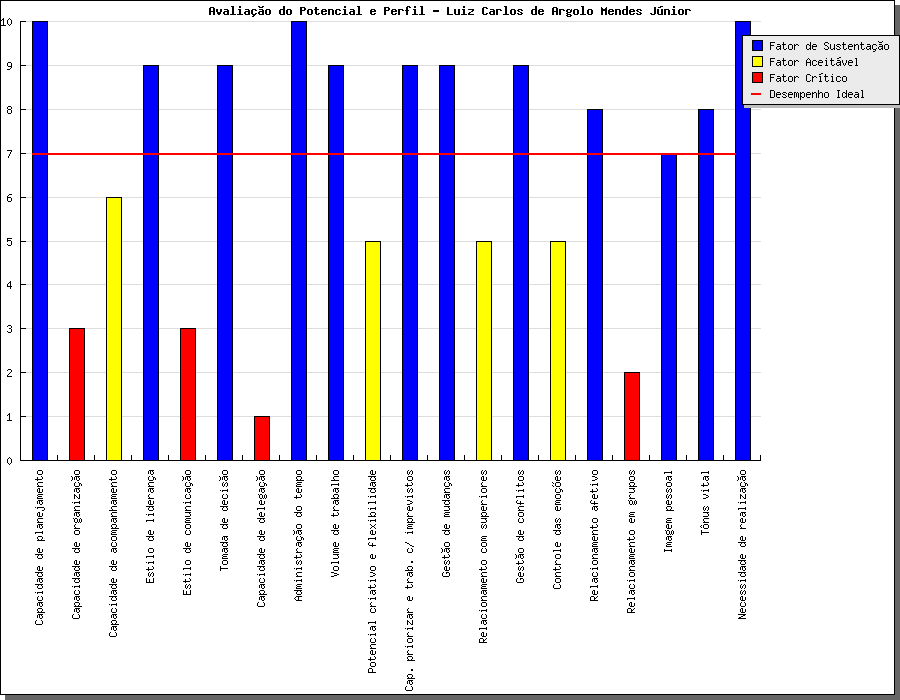 Avaliação do Potencial e Perfil - Luiz Carlos de Argolo Mendes Júnior
10
9
8
7
6
5
4
3
2
1
0
Fator de Sustentação
Fator Aceitável
Fator Crítico
Desempenho Ideal
Capacidade de planejamento
Capacidade de organização
Capacidade de acompanhamento
Estilo de liderança
Estilo de comunicação
Tomada de decisão
Capacidade de delegação
Administração do tempo
Volume de trabalho
Potencial criativo e flexibilidade
Cap. priorizar e trab. c/ imprevistos
Gestão de mudanças
Relacionamento com superiores
Gestão de conflitos
Controle das emoções
Relacionamento afetivo
Relacionamento em grupos
Imagem pessoal
Tônus vital
Necessidade de realização